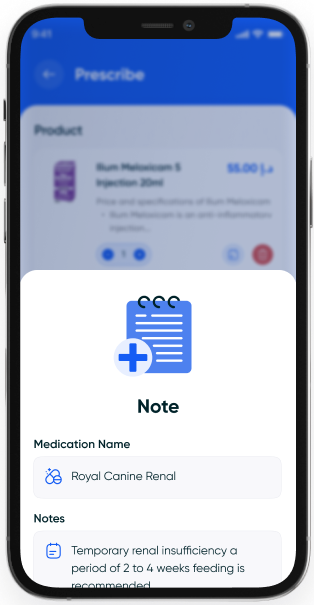 9:41
Prescribe
Product
Ilium Meloxicam 5
Injection 20ml
55.00 د.إ
Price and specifications of Ilium Meloxicam
• Ilium Meloxicam is an anti-inflammatory
injection...
1
Note
Medication Name
Royal Canine Renal
Notes
Temporary renal insufficiency a
period of 2 to 4 weeks feeding is
recommended